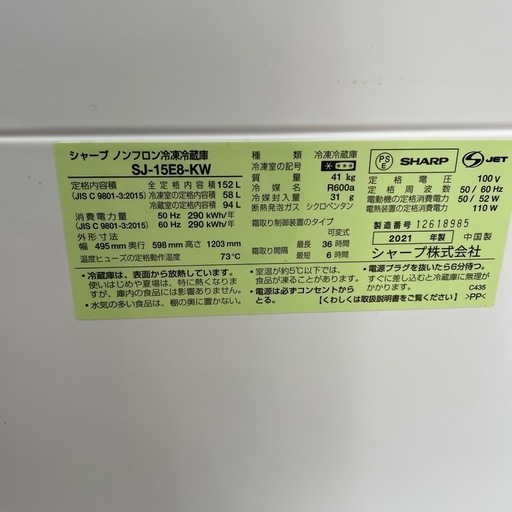 シャープ ノンフロン冷凍冷蔵庫
SJ-15E8-KW
定格内容積
(JIS C 9801-3:2015)
全定格内容積 152 L
冷凍室の定格内容積 58 L
冷蔵室の定格内容積 94 L
消費電力量 50 Hz 290 kWh/年
(JIS C 9801-3:2015) 60 Hz 290 kWh/年
外形寸法
幅 495 mm 奥行 598 mm 高さ 1203 mm
温度ヒューズの定格動作温度 73℃
種類 冷凍冷蔵庫
冷凍室の記号
質量 41 kg
冷媒名 R600a
冷媒封入量 31 g
断熱発泡ガス シクロペンタン
霜取り制御装置のタイプ
可変式
霜取り間隔 最長 36 時間
最短 6 時間
PS
E
SHARP
S JET
定格電圧 100 V
定格周波数 50 / 60 Hz
電動機の定格消費電力 50 / 52 W
電熱装置の定格消費電力 110 W
製造番号 12618985
2021 年製 中国製
シャープ株式会社
•冷蔵庫は、表面から放熱しています。
使いはじめや夏場は、特に熱くなりま
すが、庫内の食品には影響ありません。
•水気の多い食品は、棚の奥に置かない。
•室温が約5℃以下では、
食品が凍ることがあります。
•電源は必ずコンセントから
とる。
•電源プラグを抜いたら6分待つ。
すぐに差し込むと冷蔵庫に無理が
かかります。 C435
【くわしくは取扱説明書をご覧ください】 >PP<